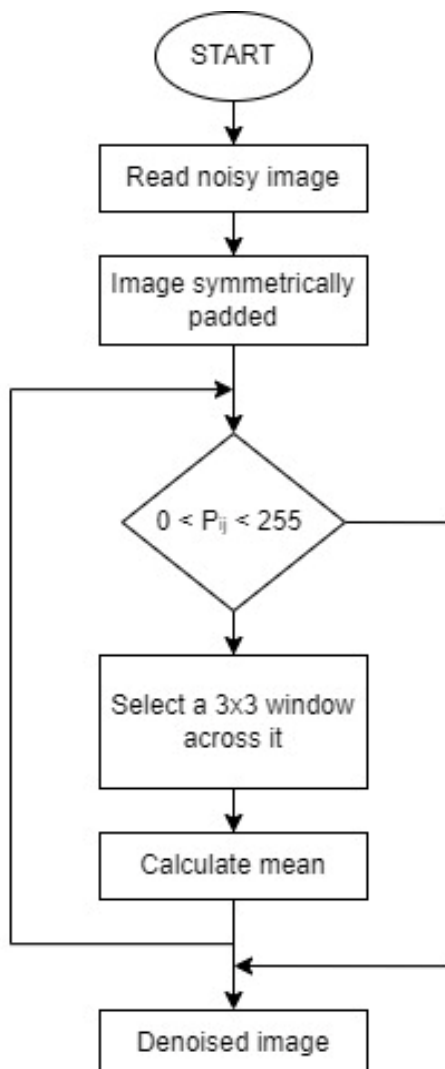 START
Read noisy image
Image symmetrically
padded
0 < Pᵢⱼ < 255
Select a 3x3 window
across it
Calculate mean
Denoised image